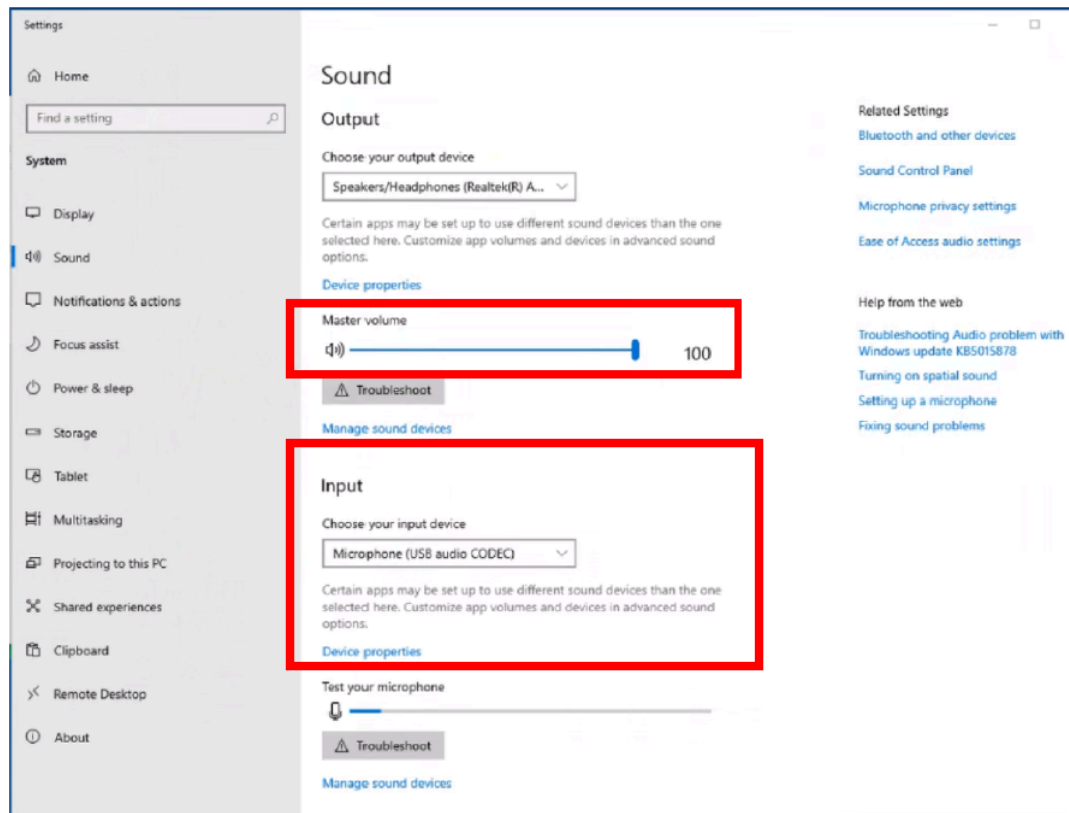 Settings
Home
Find a setting
System
Display
Sound
Notifications & actions
Focus assist
Power & sleep
Storage
Tablet
Multitasking
Projecting to this PC
Shared experiences
Clipboard
Remote Desktop
About
Sound
Output
Choose your output device
Speakers/Headphones (Realtek(R) A...
Certain apps may be set up to use different sound devices than the one
selected here. Customize app volumes and devices in advanced sound
options.
Device properties
Master volume
100
Troubleshoot
Manage sound devices
Input
Choose your input device
Microphone (USB audio CODEC)
Certain apps may be set up to use different sound devices than the one
selected here. Customize app volumes and devices in advanced sound
options.
Device properties
Test your microphone
Troubleshoot
Manage sound devices
Related Settings
Bluetooth and other devices
Sound Control Panel
Microphone privacy settings
Ease of Access audio settings
Help from the web
Troubleshooting Audio problem with
Windows update KB5015878
Turning on spatial sound
Setting up a microphone
Fixing sound problems